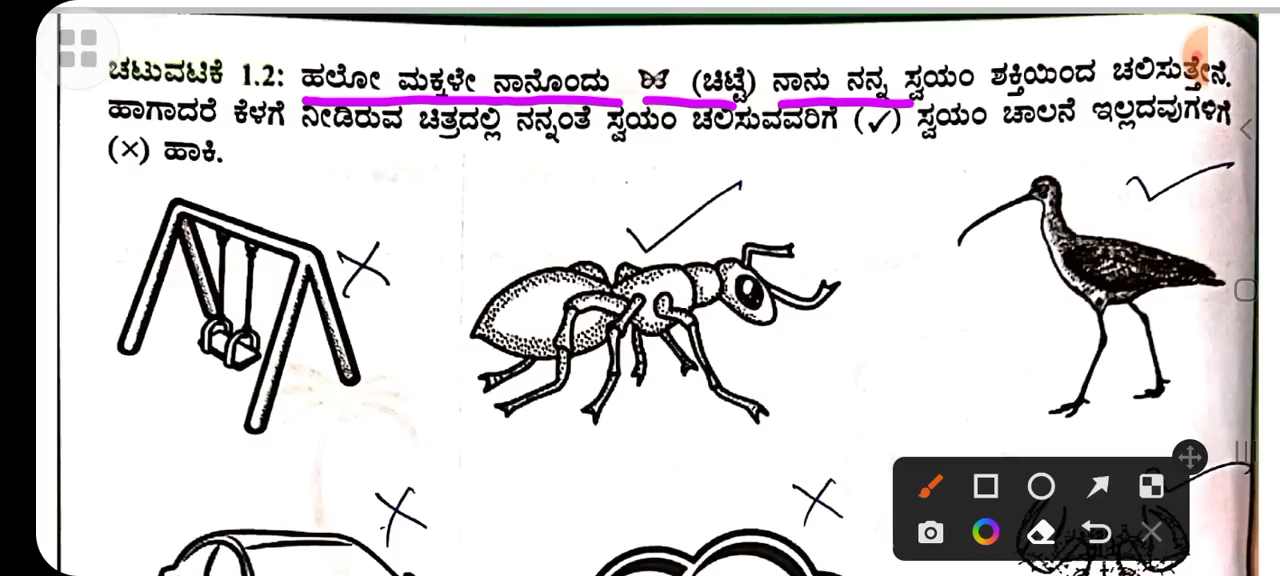 ಚಟುವಟಿಕೆ 1.2: ಹಲೋ ಮಕ್ಕಳೇ ನಾನೊಂದು (ಚಿಟ್ಟೆ) ನಾನು ನನ್ನ ಸ್ವಯಂ ಶಕ್ತಿಯಿಂದ ಚಲಿಸುತ್ತೇನೆ.
ಹಾಗಾದರೆ ಕೆಳಗೆ ನೀಡಿರುವ ಚಿತ್ರದಲ್ಲಿ ನನ್ನಂತೆ ಸ್ವಯಂ ಚಲಿಸುವವರಿಗೆ (✓) ಸ್ವಯಂ ಚಾಲನೆ ಇಲ್ಲದವುಗಳಿಗೆ
(×) ಹಾಕಿ.